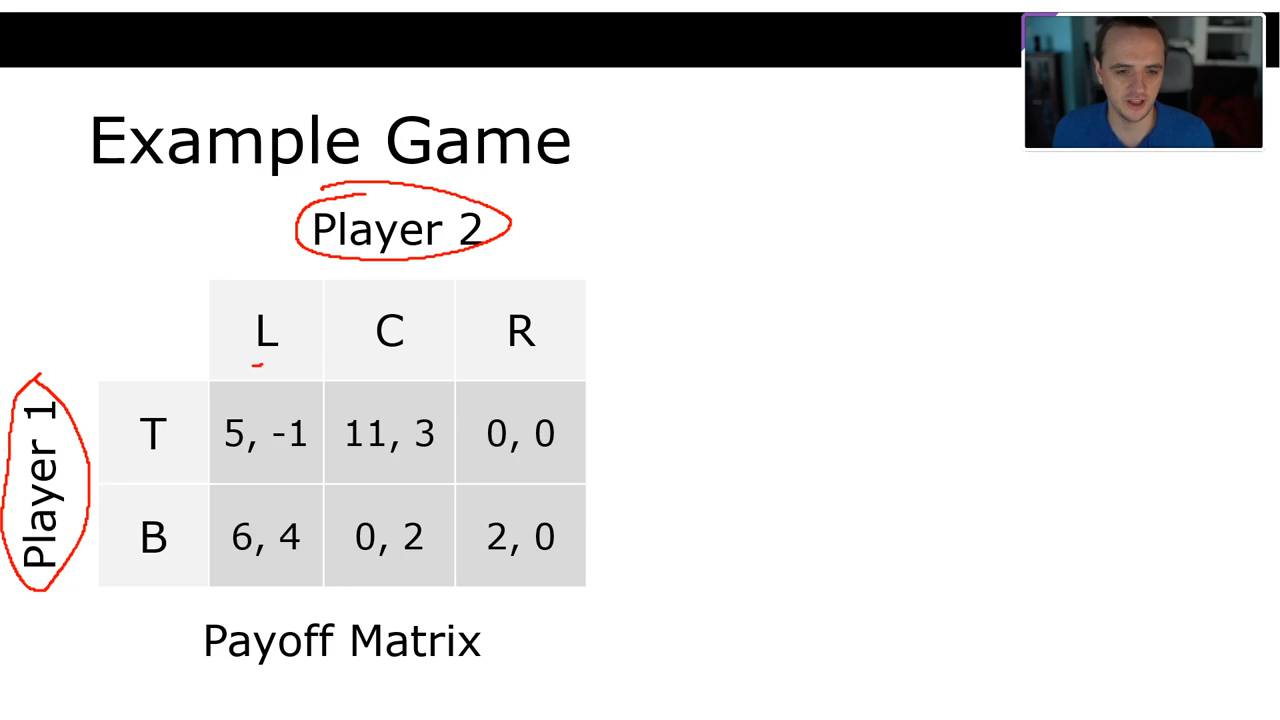 Example Game
Player 2
L C R
Player 1
T 5, -1 11, 3 0, 0
B 6, 4 0, 2 2, 0
Payoff Matrix